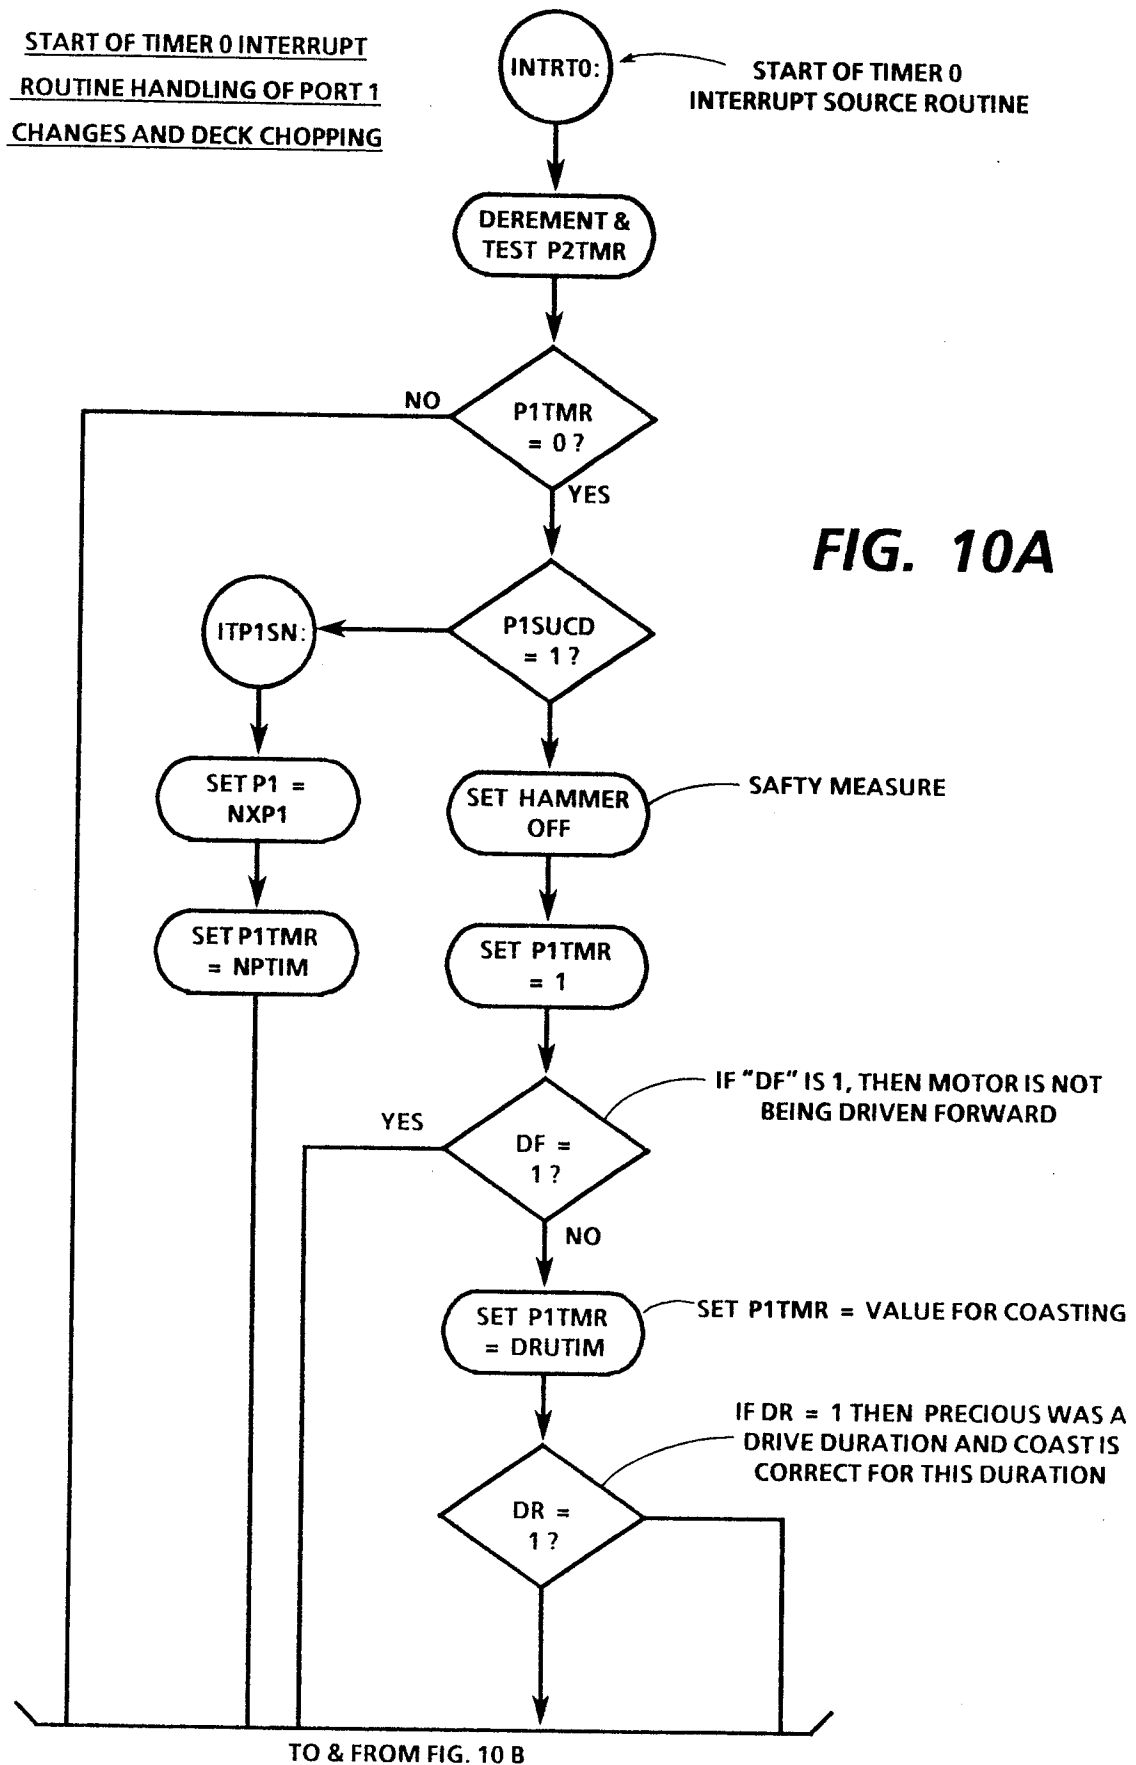 START OF TIMER 0 INTERRUPT
ROUTINE HANDLING OF PORT 1
CHANGES AND DECK CHOPPING
INTRT0:
START OF TIMER 0
INTERRUPT SOURCE ROUTINE
DEREMENT &
TEST P2TMR
NO
P1TMR
= 0?
YES
FIG. 10A
ITP1SN:
P1SUCD
= 1?
SET P1 =
NXP1
SET HAMMER
OFF
SAFTY MEASURE
SET P1TMR
= NPTIM
SET P1TMR
= 1
IF "DF" IS 1, THEN MOTOR IS NOT
BEING DRIVEN FORWARD
YES
DF =
1?
NO
SET P1TMR
= DRUTIM
SET P1TMR = VALUE FOR COASTING
IF DR = 1 THEN PRECIOUS WAS A
DRIVE DURATION AND COAST IS
CORRECT FOR THIS DURATION
DR =
1?
TO & FROM FIG. 10 B